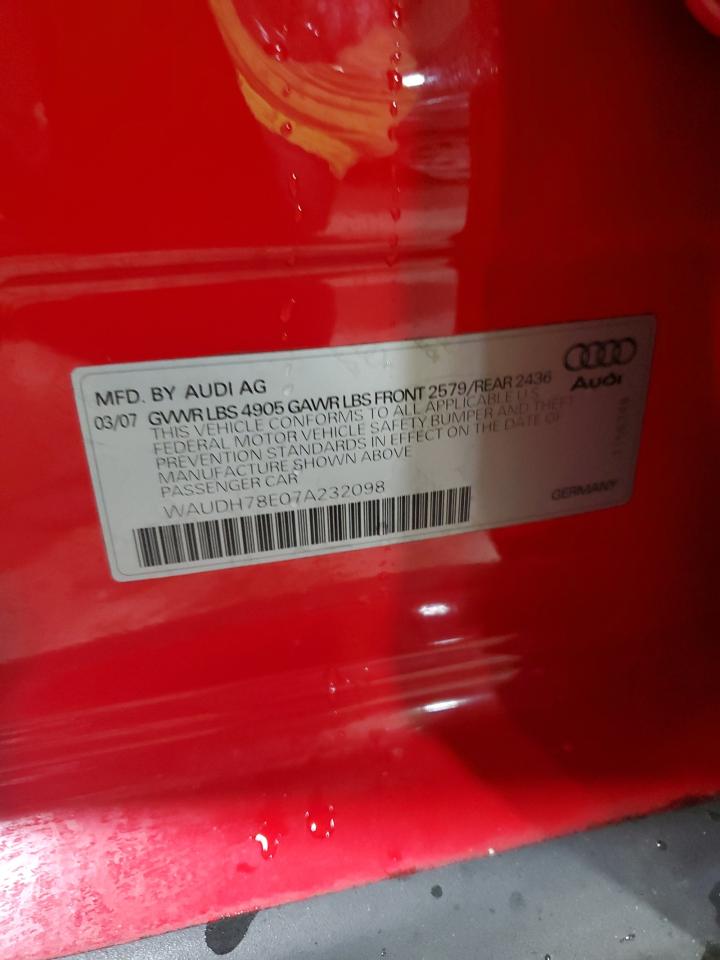 MFD. BY AUDI AG
Audi
03/07 GVWR LBS 4905 GAWR LBS FRONT 2579/REAR 2436
THIS VEHICLE CONFORMS TO ALL APPLICABLE U.S.
FEDERAL MOTOR VEHICLE SAFETY BUMPER AND THEFT
PREVENTION STANDARDS IN EFFECT ON THE DATE OF
MANUFACTURE SHOWN ABOVE
PASSENGER CAR
WAUDH78E07A232098
GERMANY